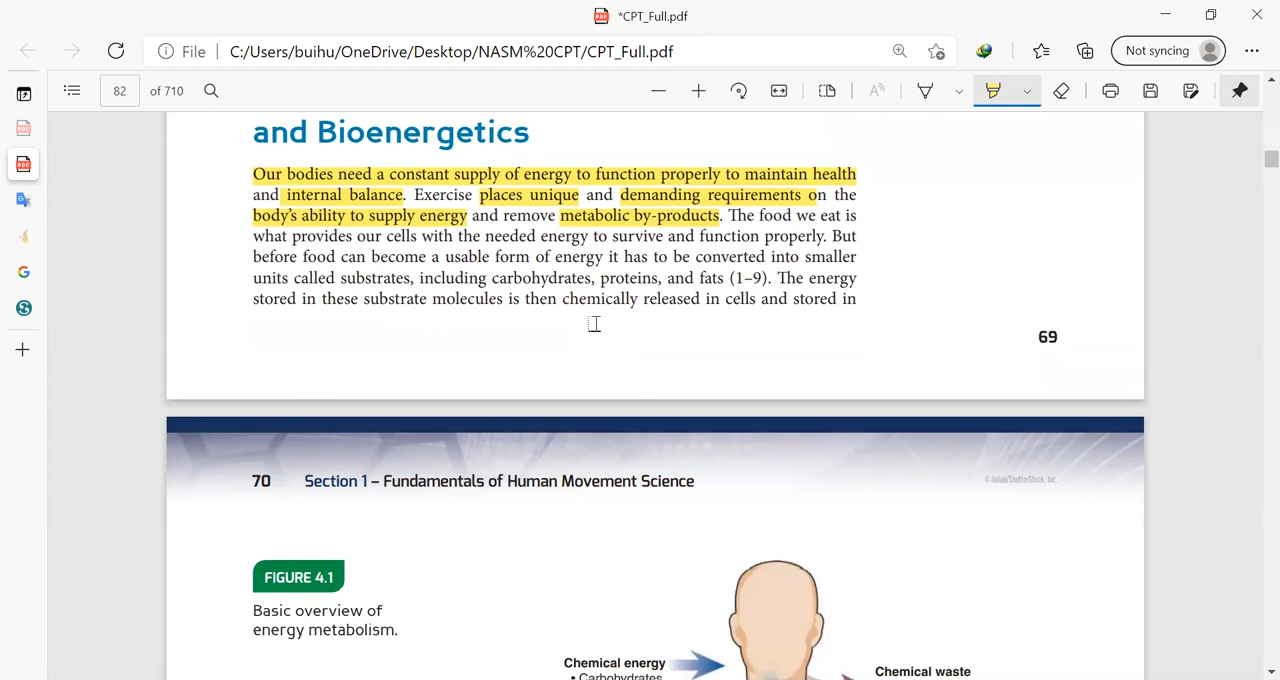 *CPT_Full.pdf
File | C:/Users/buihu/OneDrive/Desktop/NASM%20CPT/CPT_Full.pdf
Not syncing
82 of 710
and Bioenergetics
Our bodies need a constant supply of energy to function properly to maintain health
and internal balance. Exercise places unique and demanding requirements on the
body's ability to supply energy and remove metabolic by-products. The food we eat is
what provides our cells with the needed energy to survive and function properly. But
before food can become a usable form of energy it has to be converted into smaller
units called substrates, including carbohydrates, proteins, and fats (1–9). The energy
stored in these substrate molecules is then chemically released in cells and stored in
69
70 Section 1 – Fundamentals of Human Movement Science
FIGURE 4.1
Basic overview of
energy metabolism.
Chemical energy
• Carbohydrates
Chemical waste